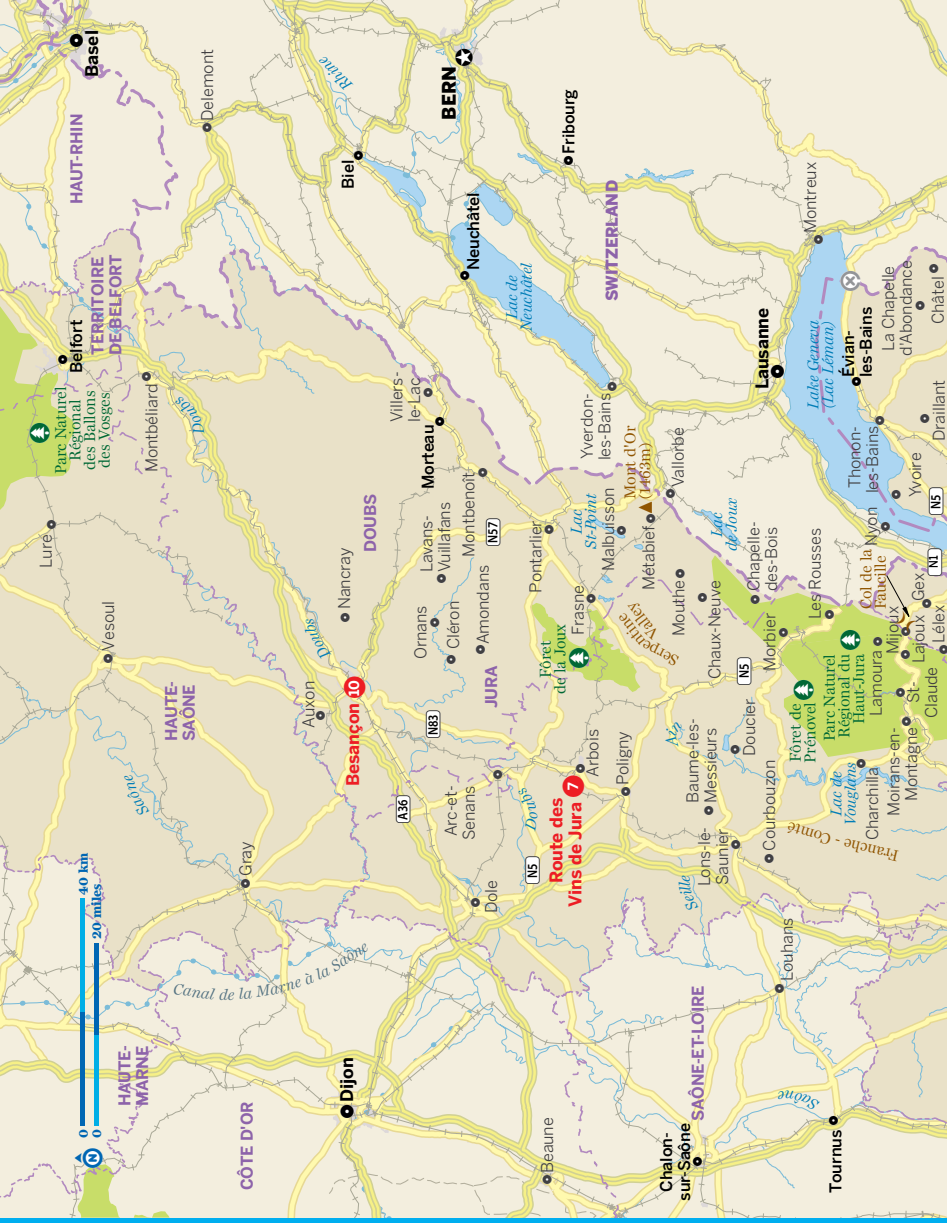 0
40 km
0
20 miles
N
HAUTE-
MARNE
CÔTE D'OR
Dijon
Beaune
Chalon-
sur-Saône
SAÔNE-ET-LOIRE
Saône
Tournus
Louhans
Canal de la Marne à la Saône
Gray
Saône
HAUTE-
SAÔNE
Vesoul
Lure
Parc Naturel
Régional
des Ballons
des Vosges
Belfort
TERRITOIRE
DE BELFORT
HAUT-RHIN
Basel
Delemont
Montbéliard
Doubs
Auxon
Besançon 10
Doubs
Nancray
DOUBS
A36
N83
Dole
Arc-et-
Senans
Doubs
N5
Route des
Vins de Jura 7
Arbois
Poligny
JURA
Ornans
Cléron
Amondans
Lavans-
Vuillafans
Montbenoît
N57
Morteau
Villers-
le-Lac
Pontarlier
Fôret
de la Joux
Frasne
Lac
St-Point
Malbuisson
Mont d'Or
(1463m)
Métabief
Vallorbe
Serpentine
Valley
Mouthe
Chaux-Neuve
Lac
de Joux
Chapelle-
des-Bois
Seille
Baume-les-
Messieurs
Ain
Lons-le-
Saunier
Courbouzon
Doucier
N5
Morbier
Les Rousses
Fôret de
Prénovel
Parc Naturel
Régional du
Haut-Jura
Franche - Comté
Lac de
Vouglans
Charchilla
Moirans-en-
Montagne
Lamoura
St-
Claude
Lajoux
Mijoux
Col de la
Faucille
Gex
Lélex
N1
N5
Nyon
Yvoire
Thonon-
les-Bains
Draillant
Évian-
les-Bains
Lake Geneva
(Lac Léman)
La Chapelle
d'Abondance
Châtel
Montreux
Lausanne
Yverdon-
les-Bains
Lac de
Neuchâtel
Neuchâtel
SWITZERLAND
Fribourg
BERN
Biel
Rhine